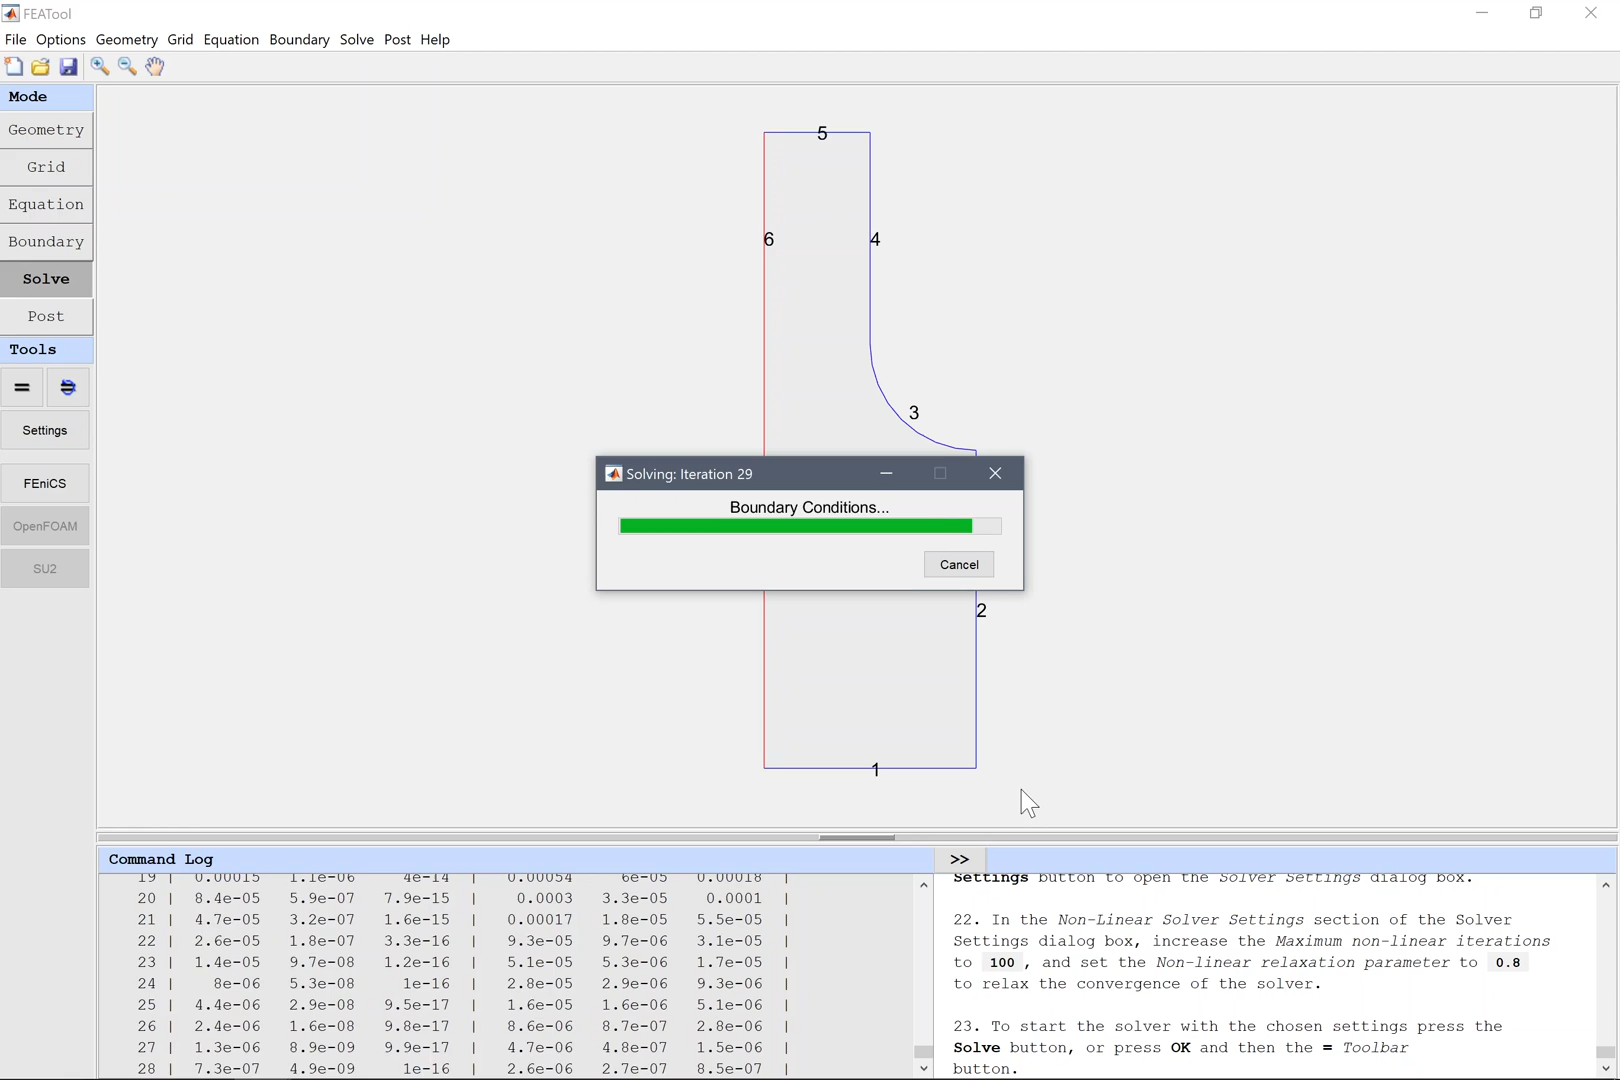 FEATool
File Options Geometry Grid Equation Boundary Solve Post Help
Mode
Geometry
Grid
Equation
Boundary
Solve
Post
Tools
=
Settings
FEniCS
OpenFOAM
SU2
5
6
4
3
Solving: Iteration 29
Boundary Conditions...
Cancel
2
1
Command Log
19 | 0.00015 1.1e-06 4e-14 | 0.00054 6e-05 0.00018 |
20 | 8.4e-05 5.9e-07 7.9e-15 | 0.0003 3.3e-05 0.0001 |
21 | 4.7e-05 3.2e-07 1.6e-15 | 0.00017 1.8e-05 5.5e-05 |
22 | 2.6e-05 1.8e-07 3.3e-16 | 9.3e-05 9.7e-06 3.1e-05 |
23 | 1.4e-05 9.7e-08 1.2e-16 | 5.1e-05 5.3e-06 1.7e-05 |
24 | 8e-06 5.3e-08 1e-16 | 2.8e-05 2.9e-06 9.3e-06 |
25 | 4.4e-06 2.9e-08 9.5e-17 | 1.6e-05 1.6e-06 5.1e-06 |
26 | 2.4e-06 1.6e-08 9.8e-17 | 8.6e-06 8.7e-07 2.8e-06 |
27 | 1.3e-06 8.9e-09 9.9e-17 | 4.7e-06 4.8e-07 1.5e-06 |
28 | 7.3e-07 4.9e-09 1e-16 | 2.6e-06 2.7e-07 8.5e-07 |
>>
Settings button to open the Solver Settings dialog box.
22. In the Non-Linear Solver Settings section of the Solver
Settings dialog box, increase the Maximum non-linear iterations
to 100 , and set the Non-linear relaxation parameter to 0.8
to relax the convergence of the solver.
23. To start the solver with the chosen settings press the
Solve button, or press OK and then the = Toolbar
button.